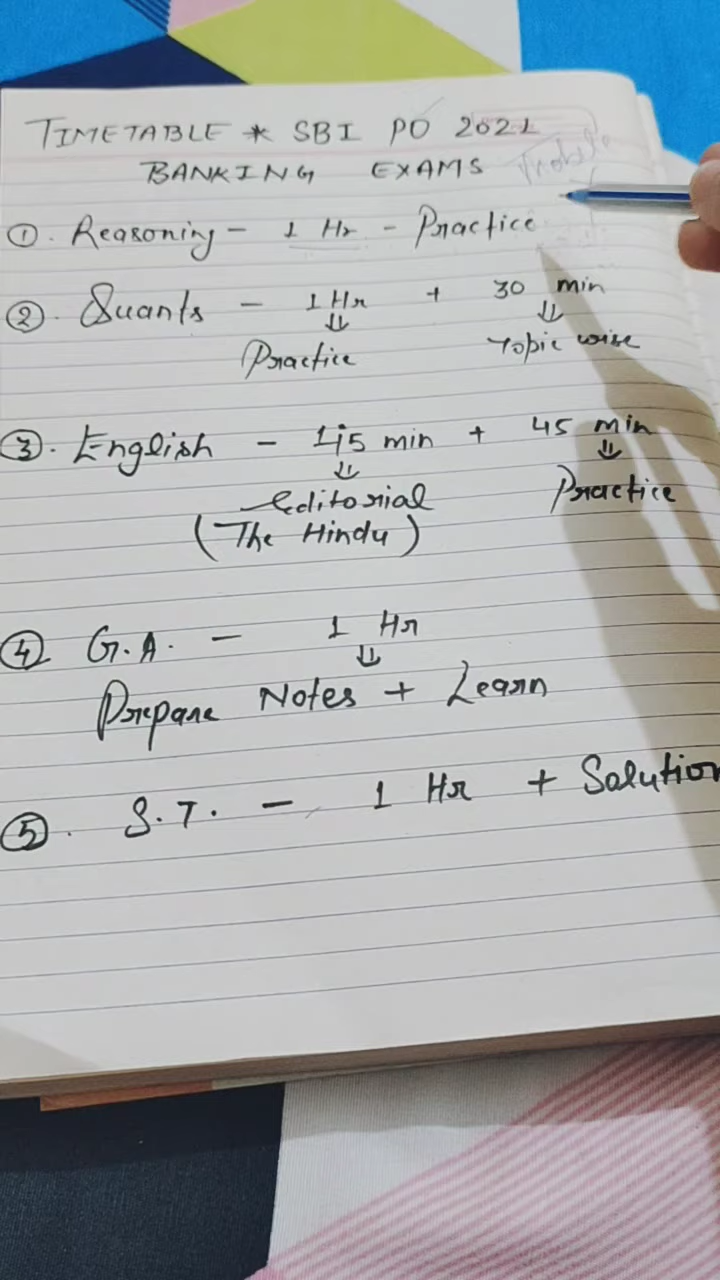 TIMETABLE * SBI PO 2021
BANKING EXAMS
①. Reasoning - 1 Hr - Practice
②. Quants - 1 Hr + 30 min
⇓ ⇓
Practice Topic wise
③. English - 15 min + 45 min
⇓ ⇓
Editorial Practice
(The Hindu)
④ G.A. - 1 Hr
⇓
Prepare Notes + Learn
⑤. S.T. - 1 Hr + Solution